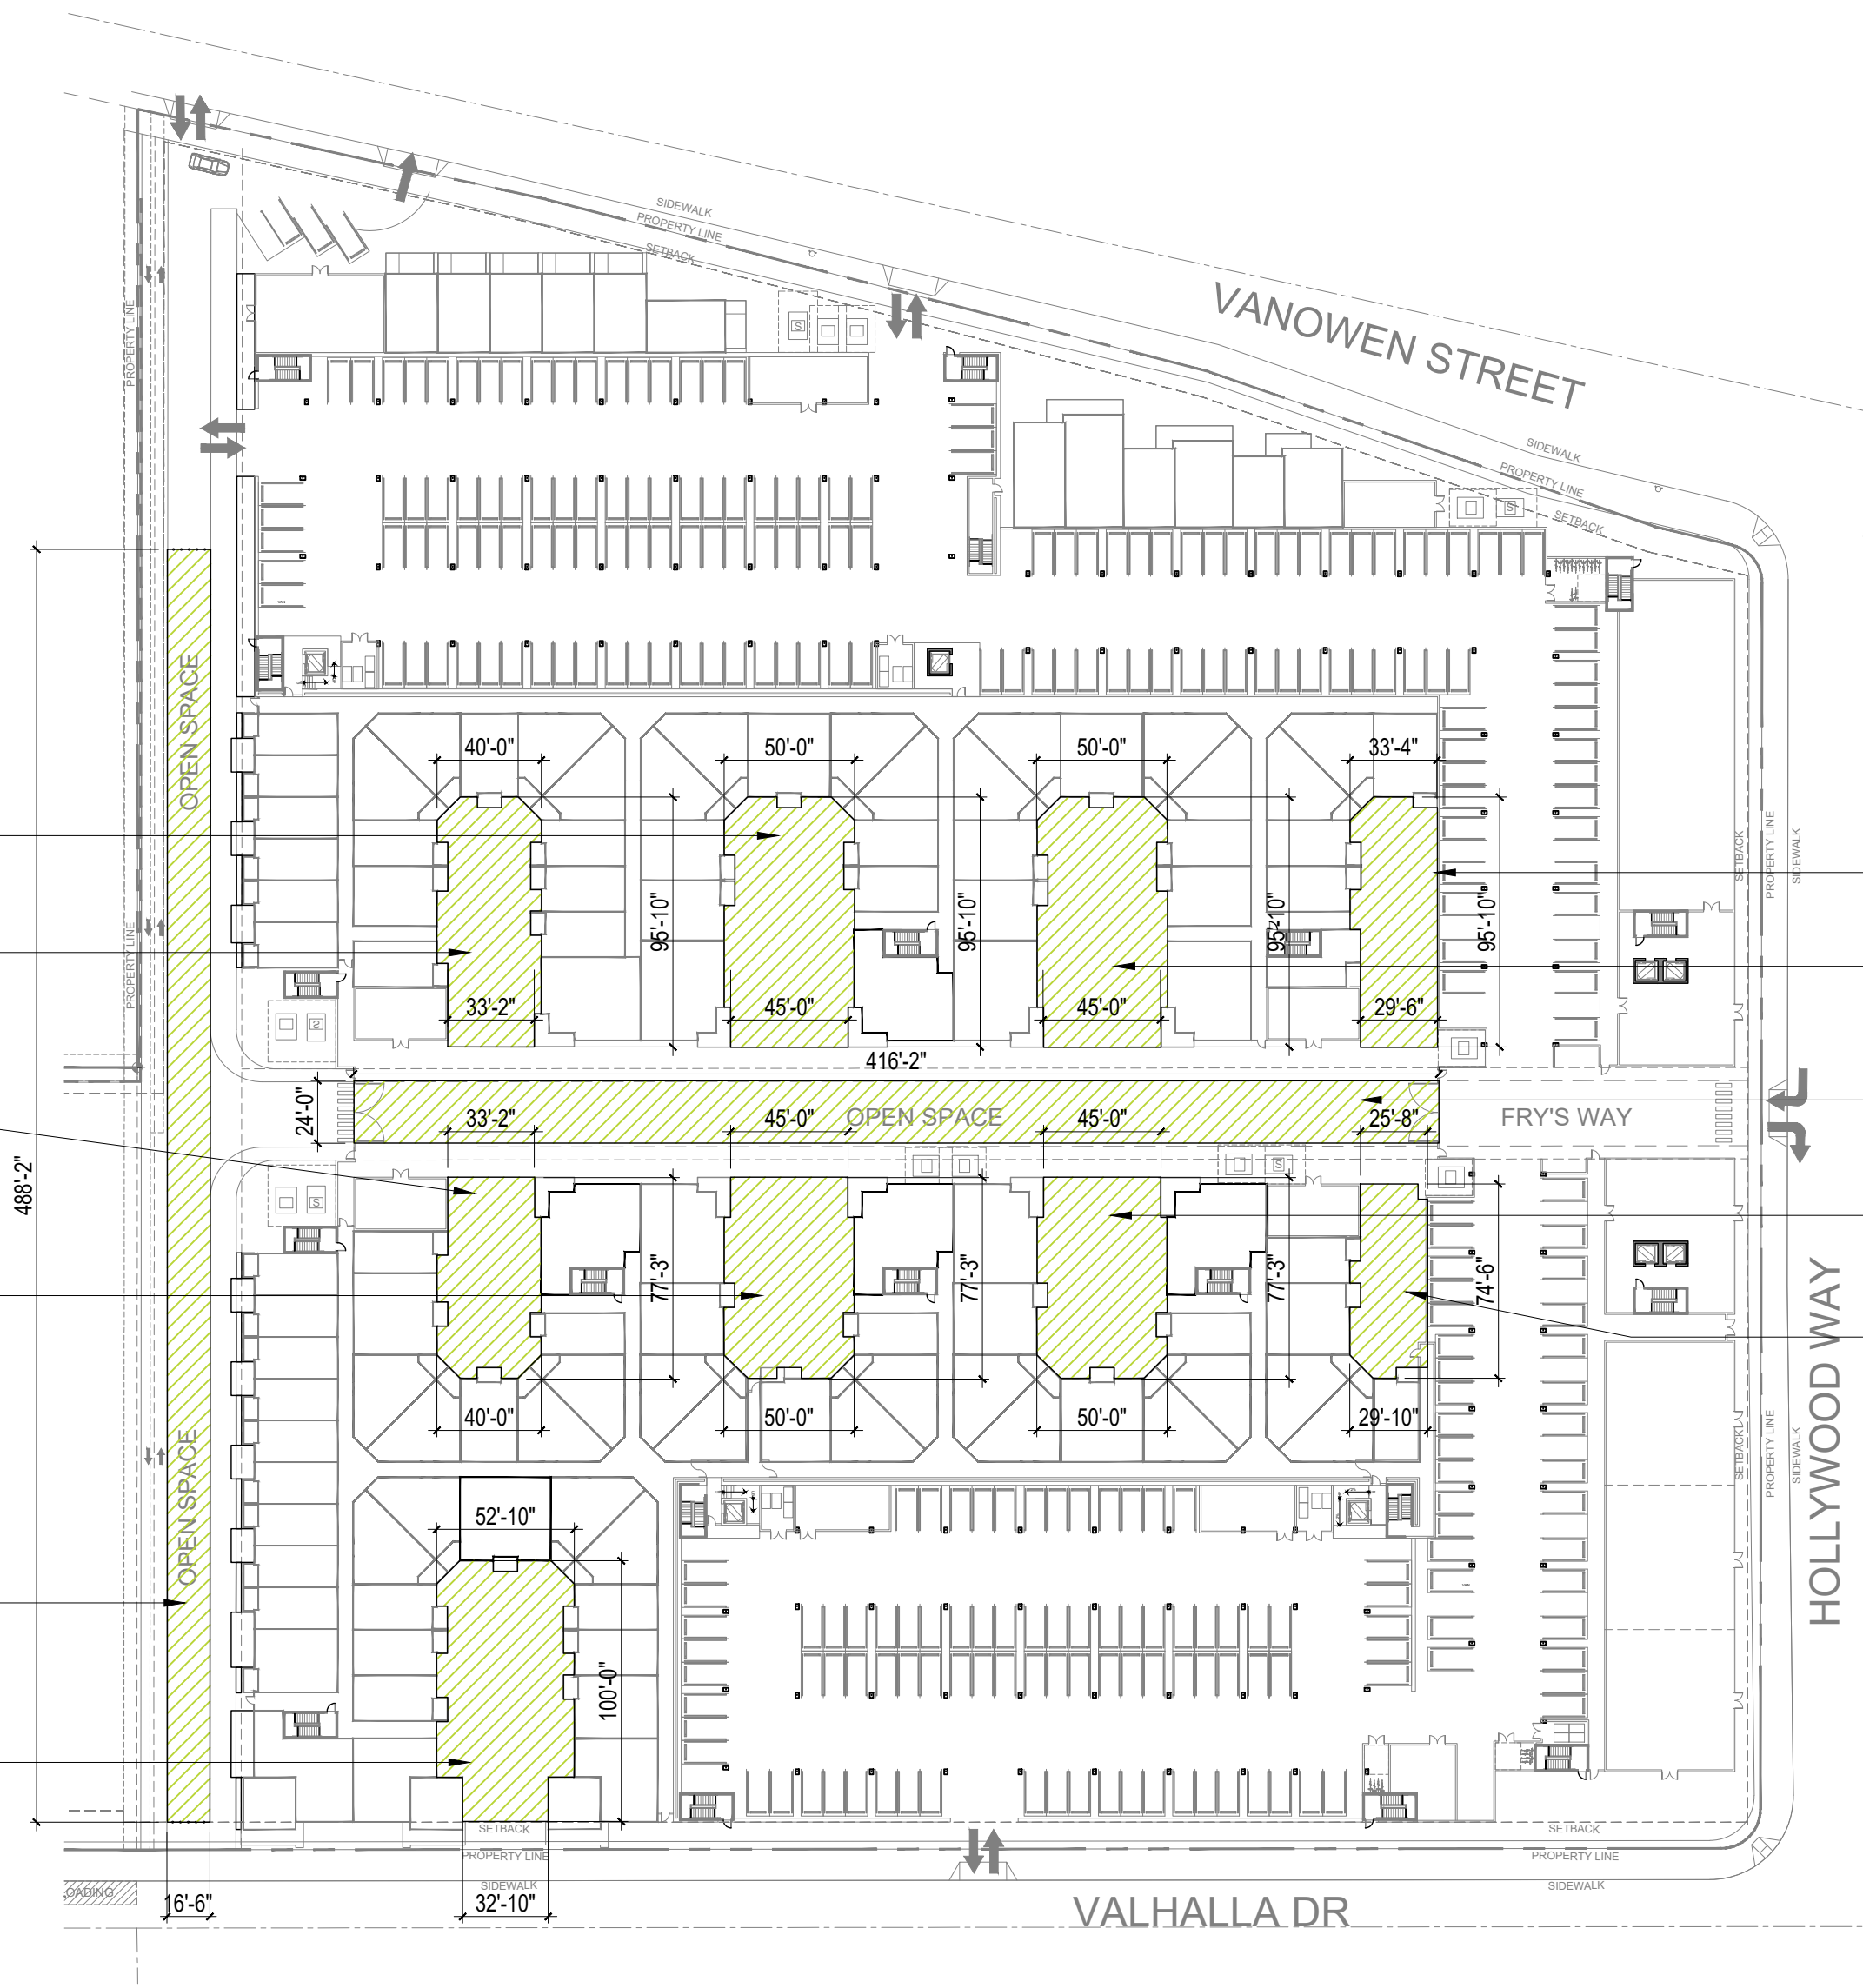 SIDEWALK
PROPERTY LINE
SETBACK
VANOWEN STREET
PROPERTY LINE
S
SIDEWALK
PROPERTY LINE
SETBACK
S
OPEN SPACE
40'-0"
50'-0"
50'-0"
33'-4"
95'-10"
95'-10"
95'-10"
95'-10"
SETBACK
PROPERTY LINE
SIDEWALK
PROPERTY LINE
33'-2"
45'-0"
45'-0"
29'-6"
S
416'-2"
24'-0"
33'-2"
45'-0"
OPEN SPACE
45'-0"
25'-8"
FRY'S WAY
488'-2"
S
S
77'-3"
77'-3"
77'-3"
74'-6"
HOLLYWOOD WAY
40'-0"
50'-0"
50'-0"
29'-10"
SETBACK
PROPERTY LINE
SIDEWALK
OPEN SPACE
52'-10"
100'-0"
SETBACK
PROPERTY LINE
SIDEWALK
SETBACK
PROPERTY LINE
SIDEWALK
LOADING
16'-6"
32'-10"
VALHALLA DR